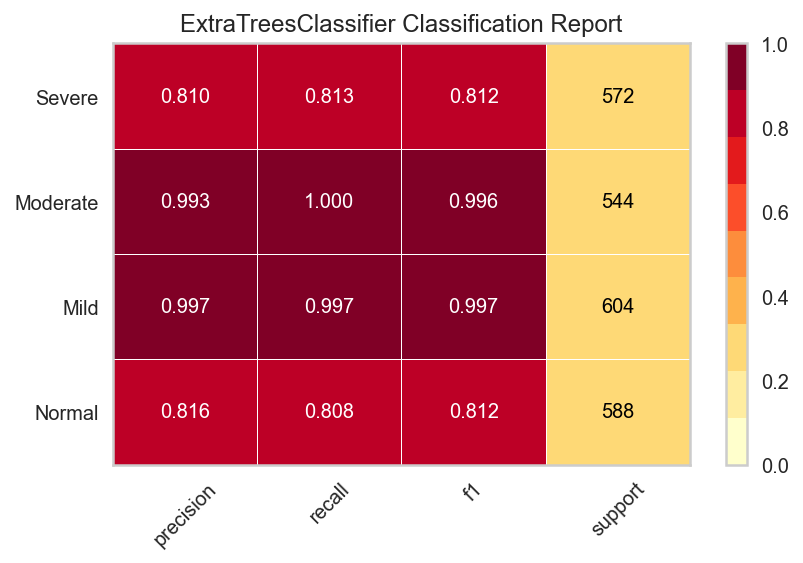 ExtraTreesClassifier Classification Report
Severe 0.810 0.813 0.812 572
Moderate 0.993 1.000 0.996 544
Mild 0.997 0.997 0.997 604
Normal 0.816 0.808 0.812 588
precision recall f1 support
1.0
0.8
0.6
0.4
0.2
0.0